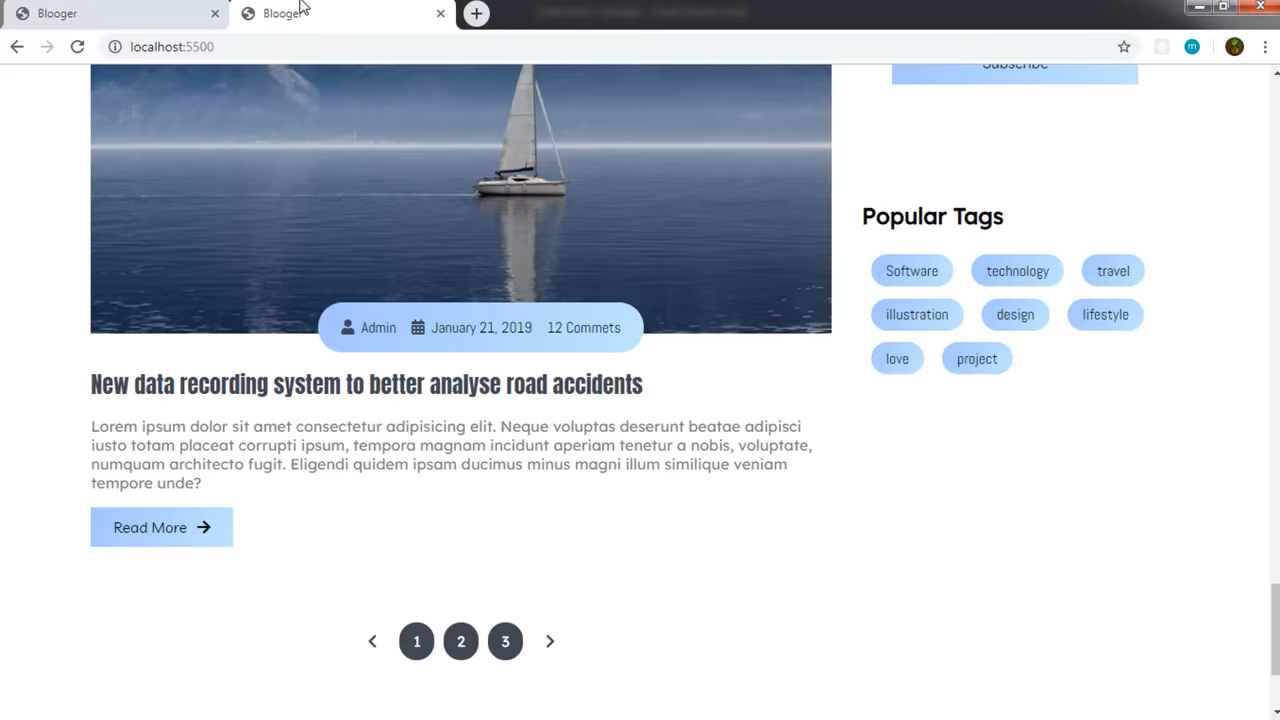 Blooger
Blooger
localhost:5500
Subscribe
Popular Tags
Software technology travel
illustration design lifestyle
love project
Admin January 21, 2019 12 Commets
New data recording system to better analyse road accidents
Lorem ipsum dolor sit amet consectetur adipisicing elit. Neque voluptas deserunt beatae adipisci
iusto totam placeat corrupti ipsum, tempora magnam incidunt aperiam tenetur a nobis, voluptate,
numquam architecto fugit. Eligendi quidem ipsam ducimus minus magni illum similique veniam
tempore unde?
Read More
1 2 3